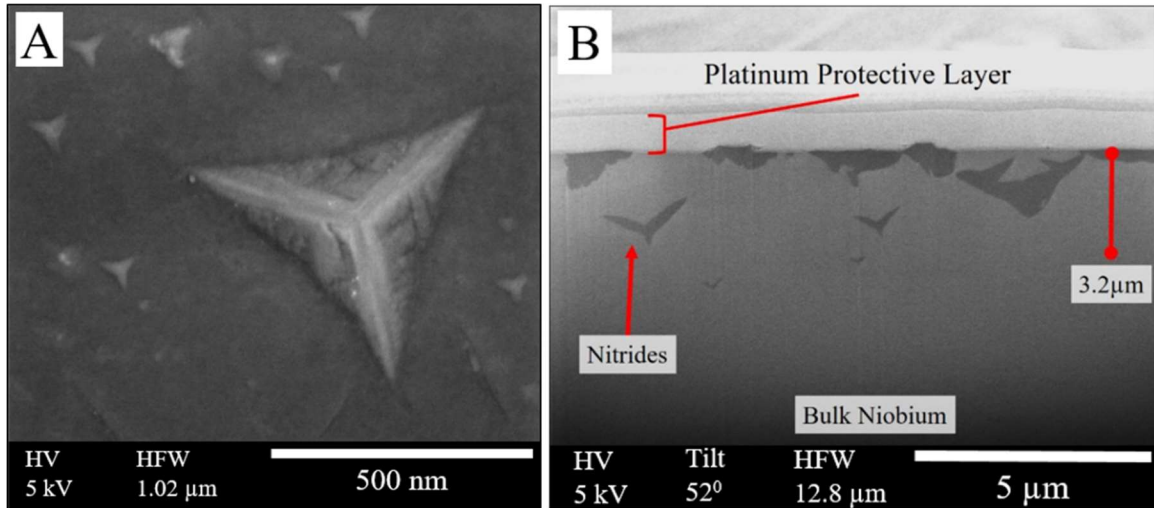 A
HV
HFW
5 kV
1.02 µm
500 nm
B
Platinum Protective Layer
3.2µm
Nitrides
Bulk Niobium
HV
Tilt
HFW
5 kV
52⁰
12.8 µm
5 µm